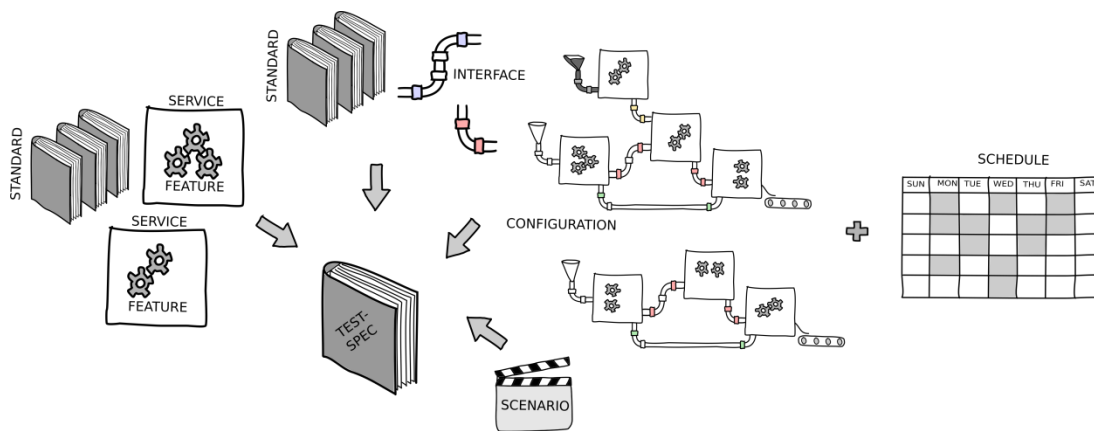 STANDARD
SERVICE
FEATURE
SERVICE
FEATURE
STANDARD
INTERFACE
CONFIGURATION
TEST-
SPEC
SCENARIO
SCHEDULE
SUN MON TUE WED THU FRI SAT